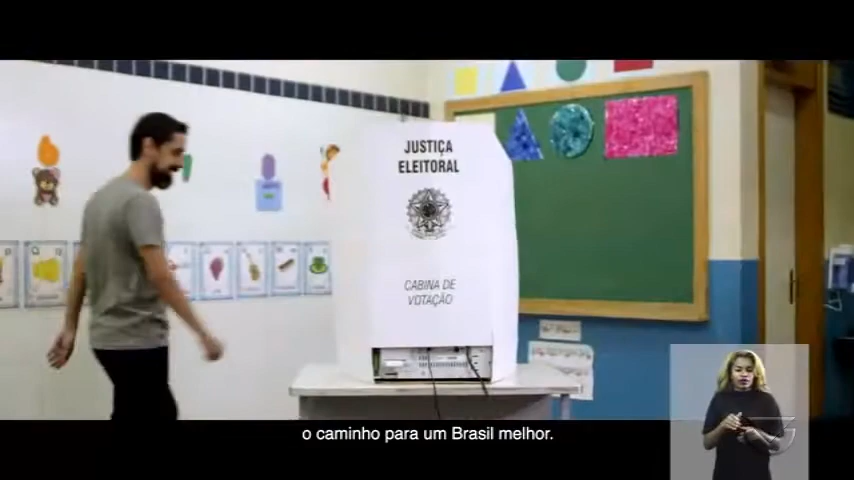 JUSTIÇA
ELEITORAL
CABINA DE
VOTAÇÃO
o caminho para um Brasil melhor.